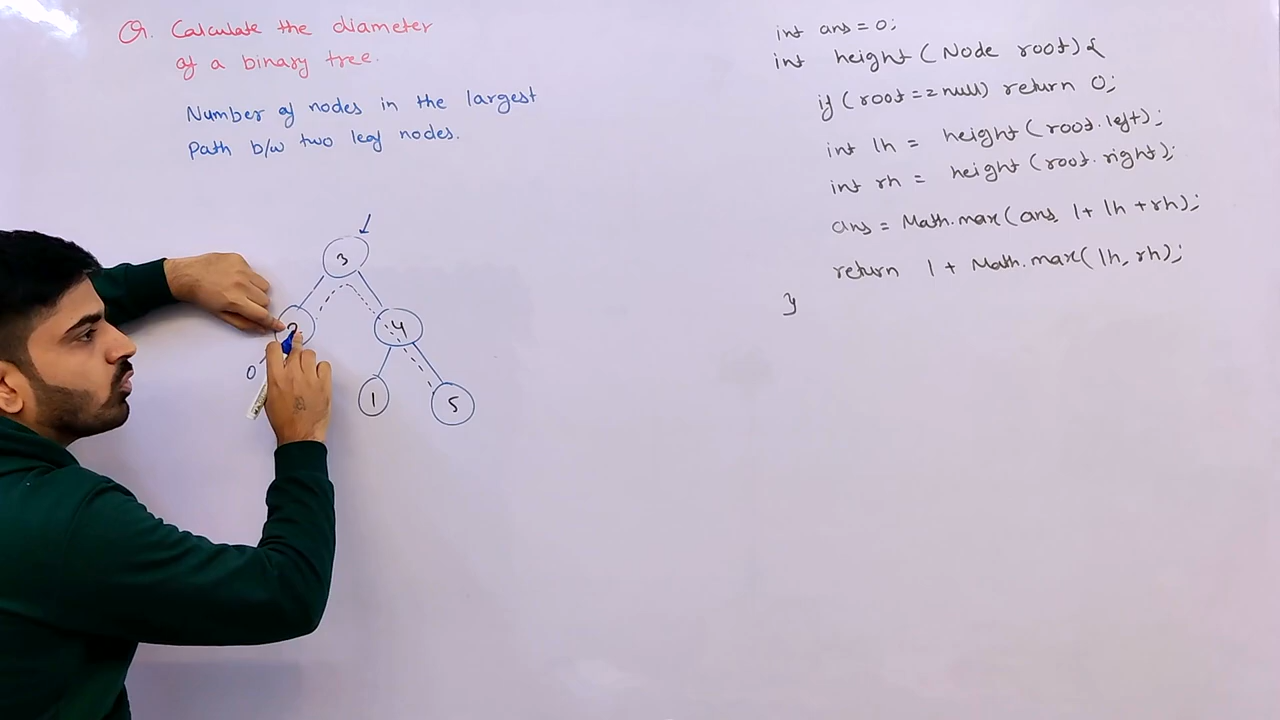 Q. Calculate the diameter
of a binary tree.
Number of nodes in the largest
Path b/w two leaf nodes.
3
4
0
1
5
int ans = 0;
int height ( Node root) {
if (root == null) return 0;
int lh = height (root.left);
int rh = height (root.right);
ans = Math.max (ans, 1 + lh + rh);
return 1 + Math.max( lh, rh);
}